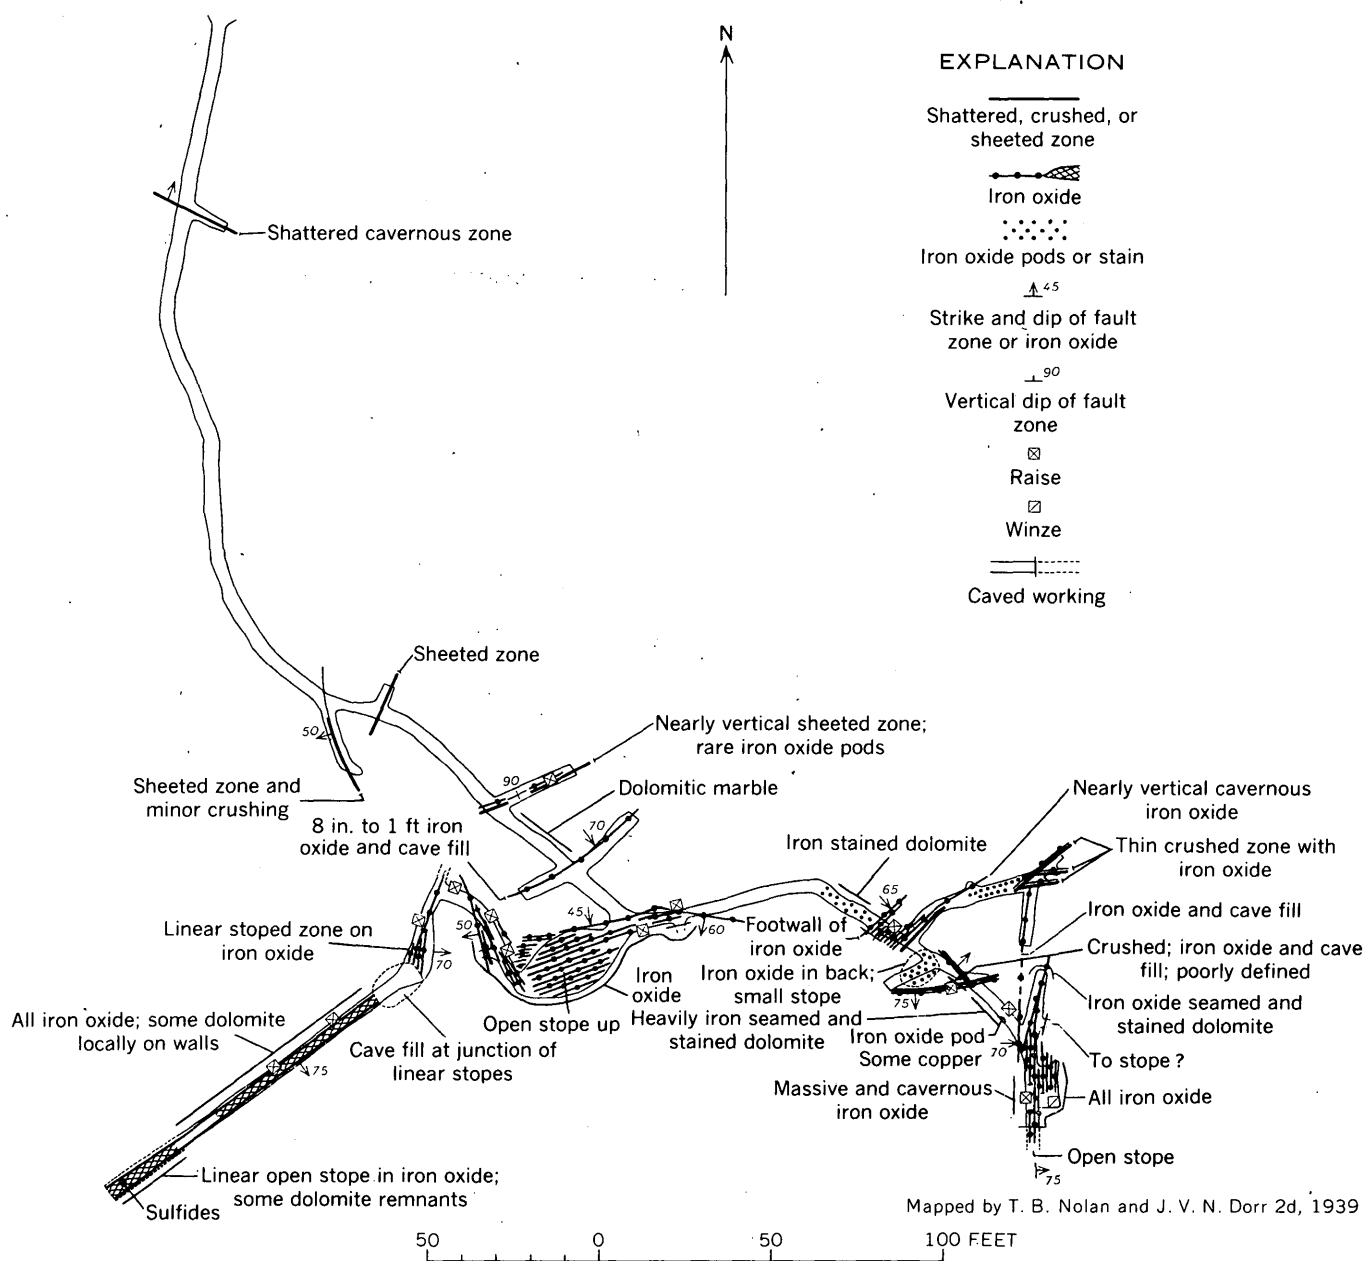 N
EXPLANATION
Shattered, crushed, or
sheeted zone
Iron oxide
Iron oxide pods or stain
45
Strike and dip of fault
zone or iron oxide
90
Vertical dip of fault
zone
Raise
Winze
Caved working
Shattered cavernous zone
Sheeted zone
50
Sheeted zone and
minor crushing
Nearly vertical sheeted zone;
rare iron oxide pods
90
Dolomitic marble
70
8 in. to 1 ft iron
oxide and cave fill
Nearly vertical cavernous
iron oxide
Iron stained dolomite
Thin crushed zone with
iron oxide
65
Linear stoped zone on
iron oxide
50
45
60
70
Footwall of
iron oxide
Iron oxide and cave fill
Crushed; iron oxide and cave
fill; poorly defined
Iron oxide in back;
small stope
Iron
oxide
75
Iron oxide seamed and
stained dolomite
All iron oxide; some dolomite
locally on walls
Open stope up
Heavily iron seamed and
stained dolomite
Iron oxide pod
Some copper
70
Cave fill at junction of
linear stopes
75
To stope ?
Massive and cavernous
iron oxide
All iron oxide
Open stope
75
Linear open stope in iron oxide;
some dolomite remnants
Sulfides
Mapped by T. B. Nolan and J. V. N. Dorr 2d, 1939
50 0 50 100 FEET